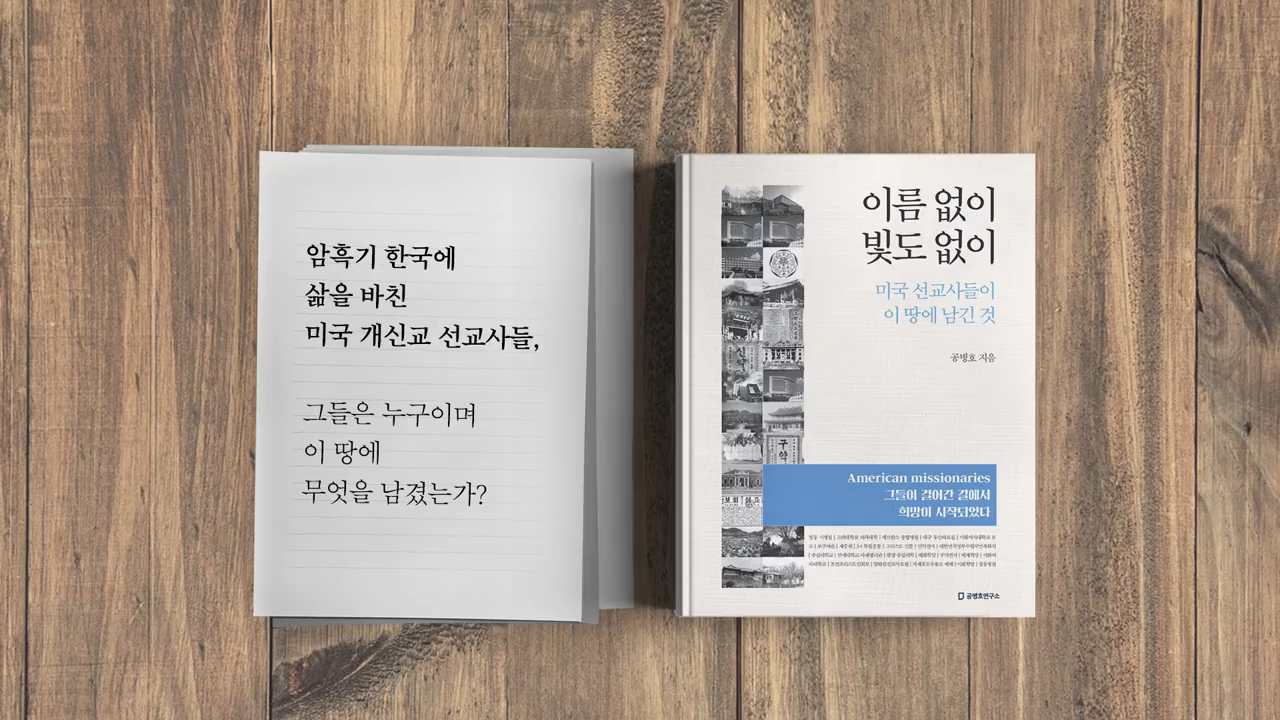 암흑기 한국에
삶을 바친
미국 개신교 선교사들,
그들은 누구이며
이 땅에
무엇을 남겼는가?
이름 없이
빛도 없이
미국 선교사들이
이 땅에 남긴 것
공병호 지음
구약
American missionaries
그들이 걸어간 길에서
희망이 시작되었다
공병호연구소